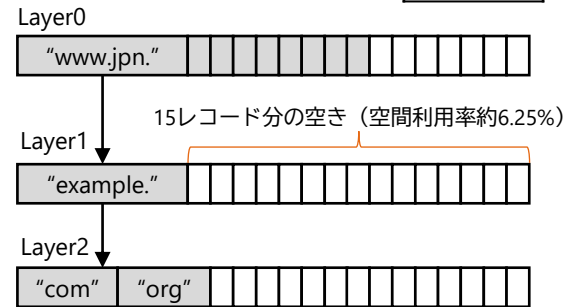 Layer0
“www.jpn.”
15レコード分の空き（空間利用率約6.25%）
Layer1
“example.”
Layer2
“com” “org”